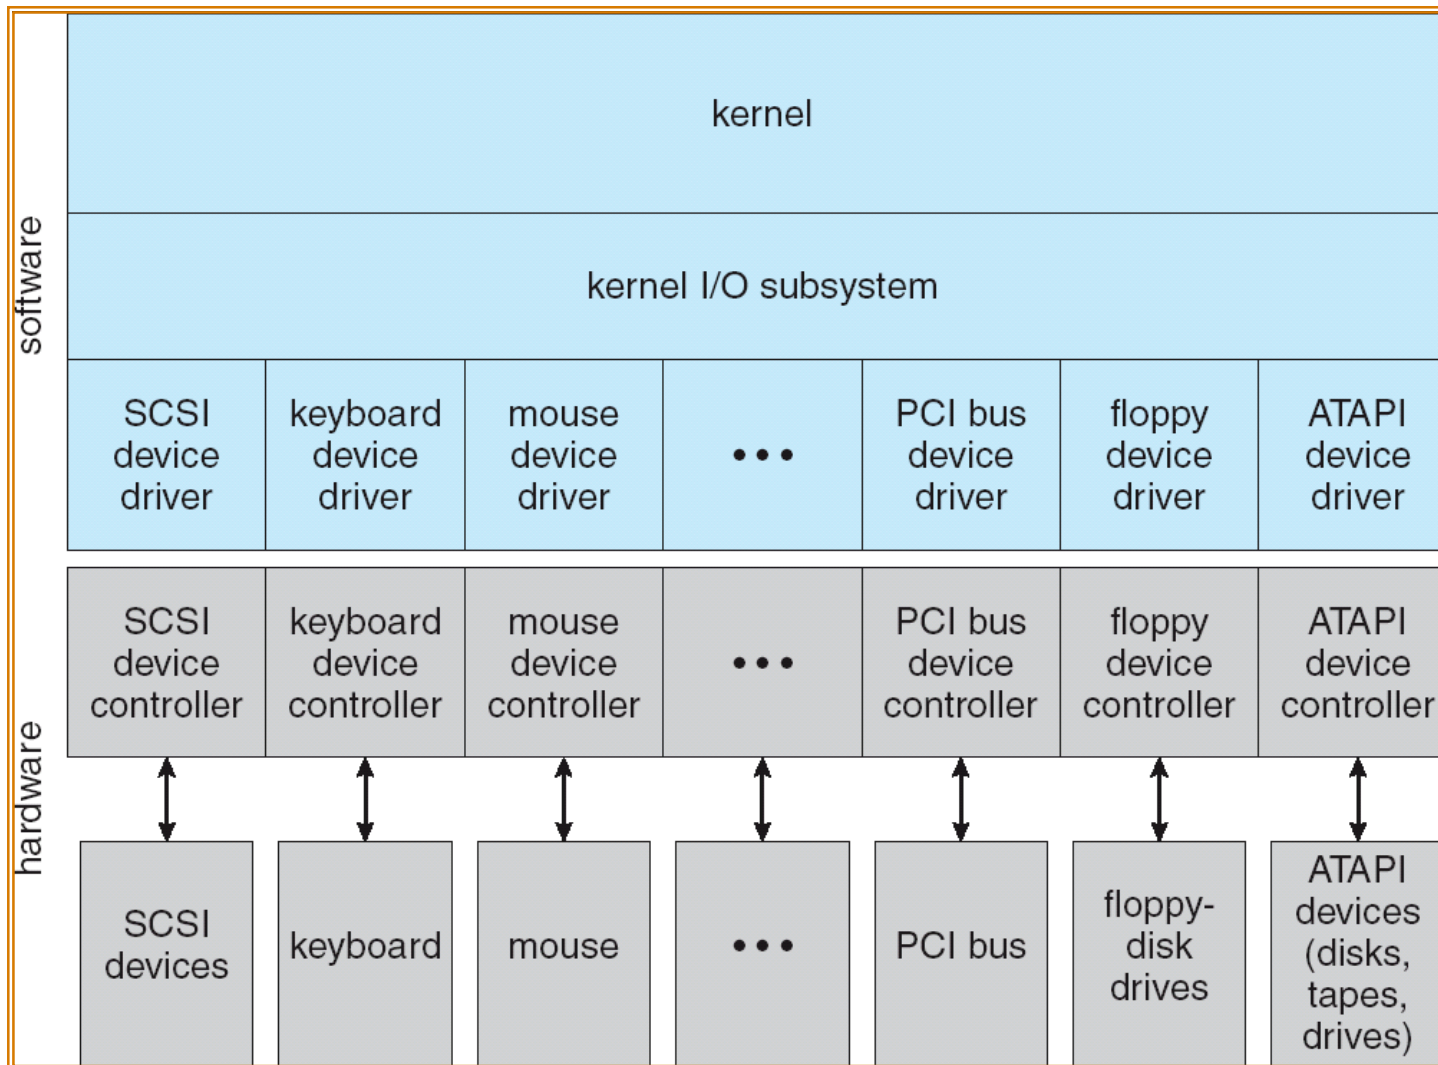 software
kernel
kernel I/O subsystem
SCSI
device
driver
keyboard
device
driver
mouse
device
driver
•••
PCI bus
device
driver
floppy
device
driver
ATAPI
device
driver
hardware
SCSI
device
controller
keyboard
device
controller
mouse
device
controller
•••
PCI bus
device
controller
floppy
device
controller
ATAPI
device
controller
SCSI
devices
keyboard
mouse
•••
PCI bus
floppy-
disk
drives
ATAPI
devices
(disks,
tapes,
drives)